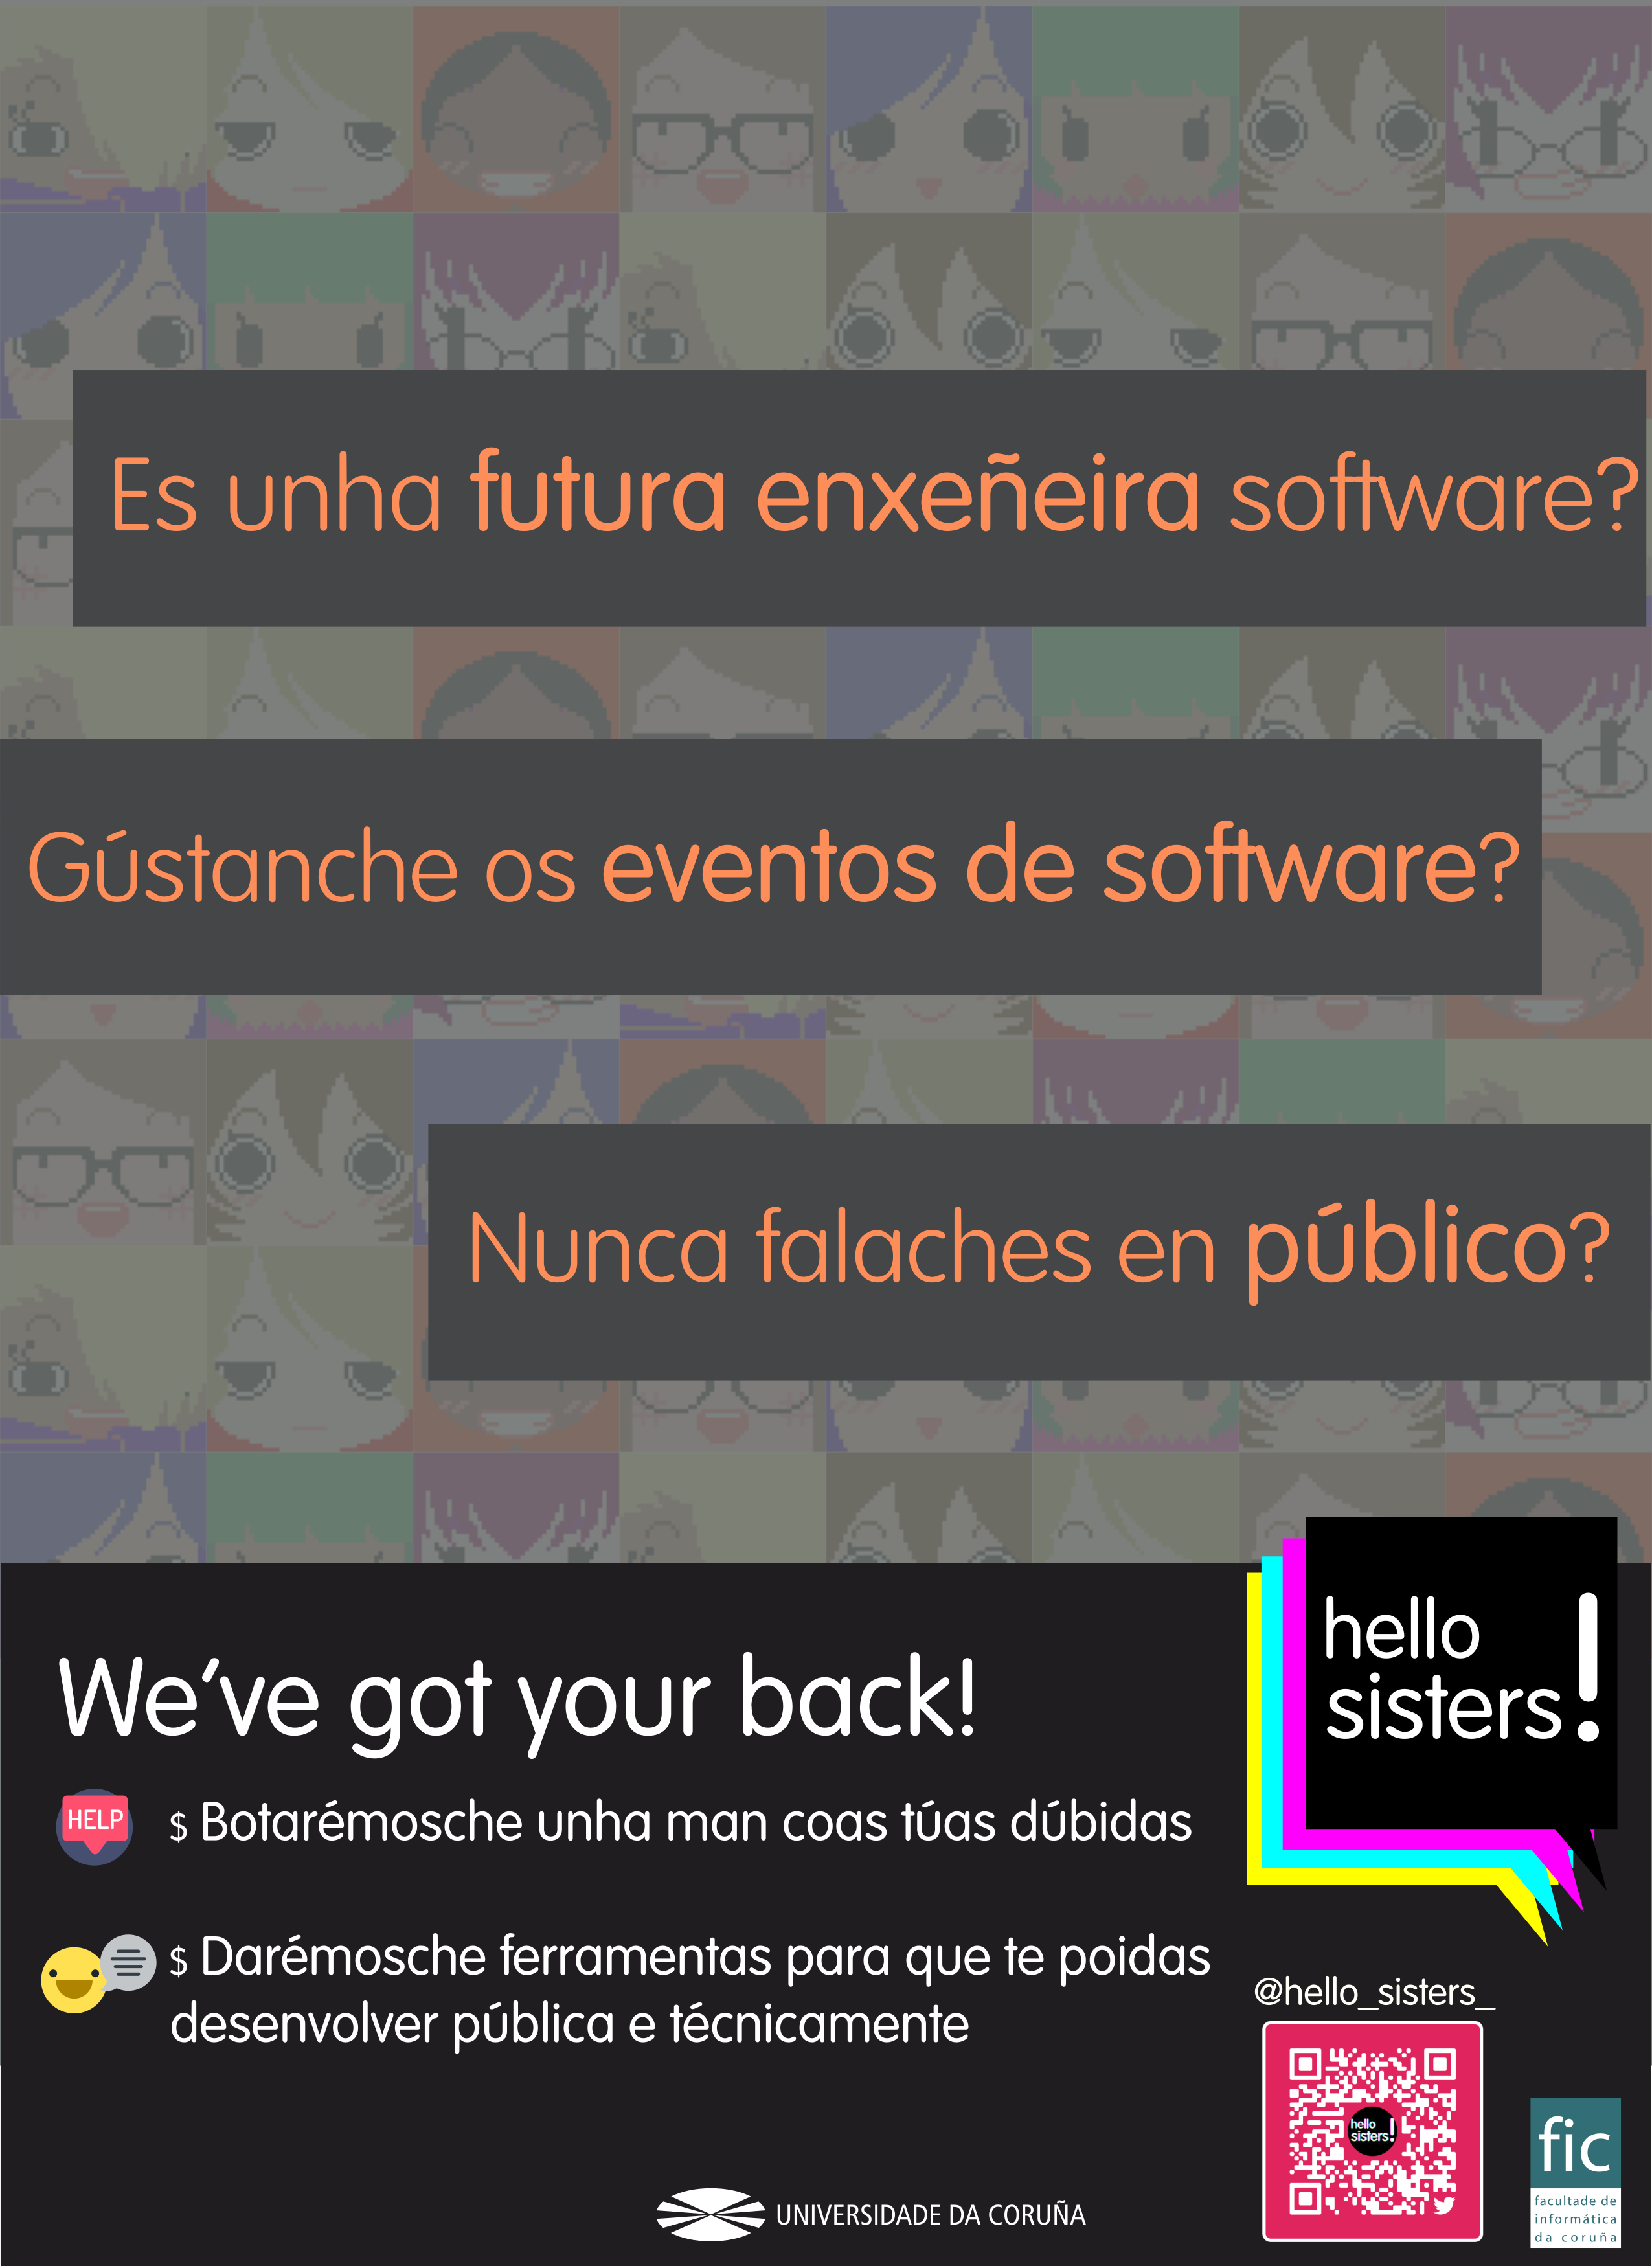 Es unha futura enxeñeira software?
Gústanche os eventos de software?
Nunca falaches en público?
hello
sisters!
We've got your back!
HELP
$ Botarémosche unha man coas túas dúbidas
$ Darémosche ferramentas para que te poidas
desenvolver pública e técnicamente
@hello_sisters_
hello
sisters!
UNIVERSIDADE DA CORUÑA
fic
facultade de
informática
da coruña